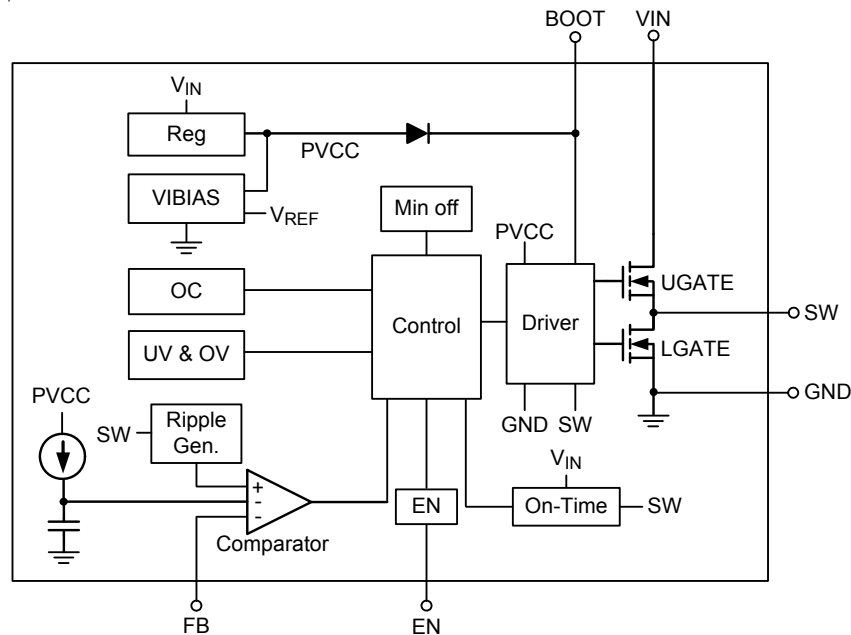 BOOT VIN
VIN
Reg
PVCC
VIBIAS
VREF
Min off
PVCC
OC
UGATE
Control
Driver
SW
UV & OV
LGATE
PVCC
GND
SW
Ripple
Gen.
GND SW
VIN
+
-
-
EN
On-Time
SW
Comparator
FB
EN